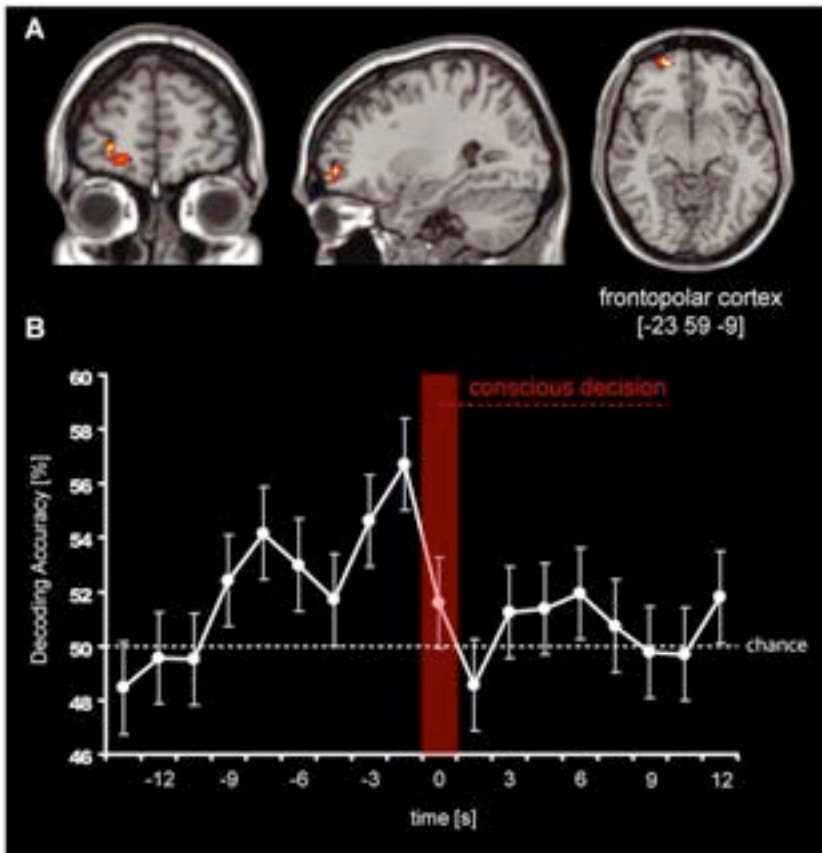 A
frontopolar cortex
[-23 59 -9]
B
conscious decision
Decoding Accuracy [%]
60
58
56
54
52
50
48
46
chance
-12 -9 -6 -3 0 3 6 9 12
time [s]